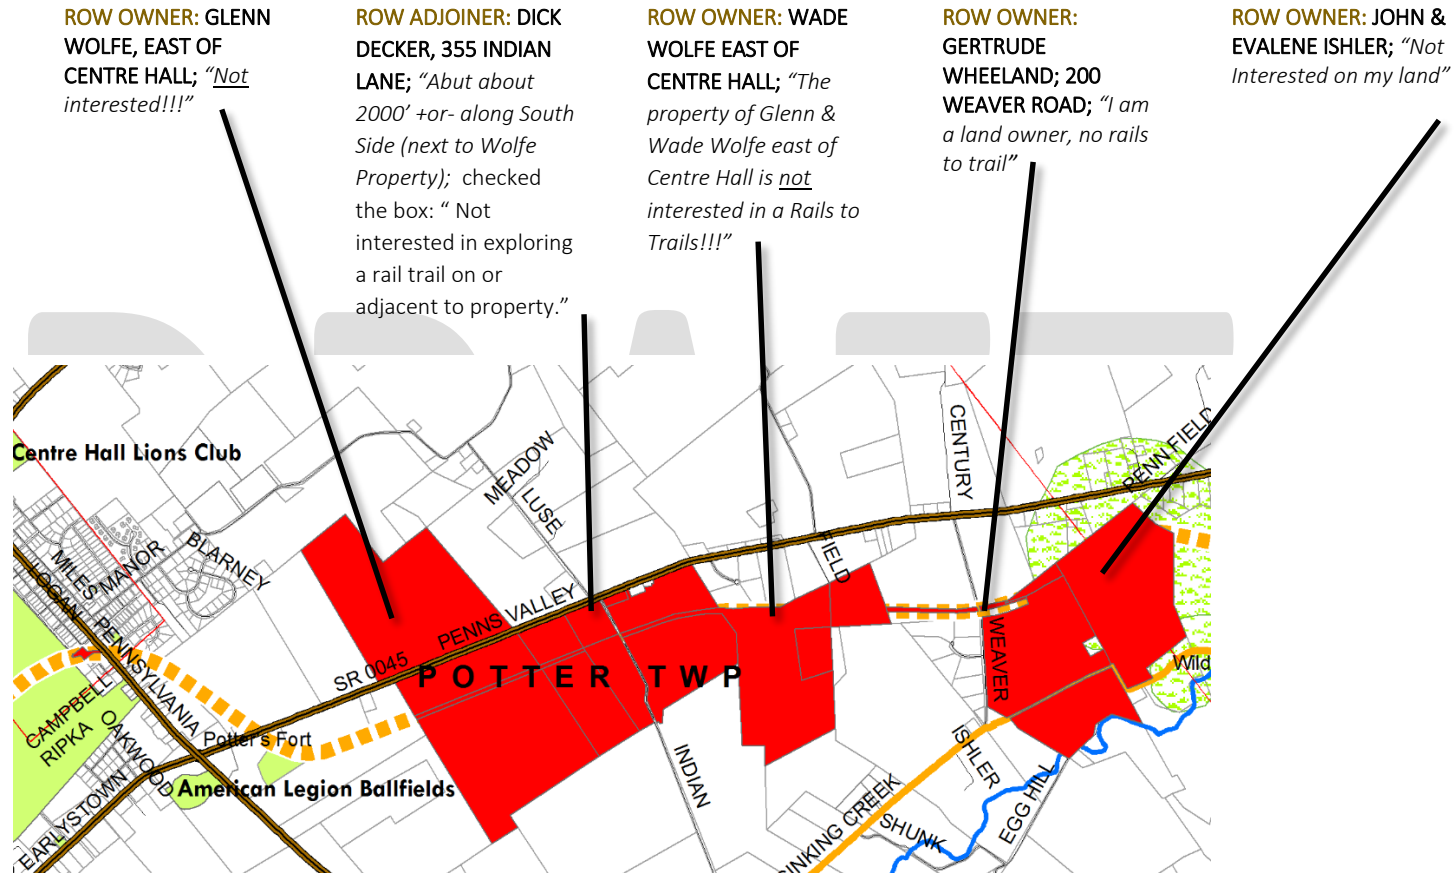 ROW OWNER: GLENN
WOLFE, EAST OF
CENTRE HALL; “Not
interested!!!”
ROW ADJOINER: DICK
DECKER, 355 INDIAN
LANE; “Abut about
2000’ +or- along South
Side (next to Wolfe
Property); checked
the box: “ Not
interested in exploring
a rail trail on or
adjacent to property.”
ROW OWNER: WADE
WOLFE EAST OF
CENTRE HALL; “The
property of Glenn &
Wade Wolfe east of
Centre Hall is not
interested in a Rails to
Trails!!!”
ROW OWNER:
GERTRUDE
WHEELAND; 200
WEAVER ROAD; “I am
a land owner, no rails
to trail”
ROW OWNER: JOHN &
EVALENE ISHLER; “Not
Interested on my land”
Centre Hall Lions Club
MILES
MANOR
BLARNEY
LOGAN
PENNSYLVANIA
CAMPBELL
RIPKA
OAKWOOD
EARLYSTOWN
Potter's Fort
American Legion Ballfields
SR 0045
PENNS VALLEY
MEADOW
LUSE
POTTER TWP
INDIAN
FIELD
CENTURY
PENN FIELD
WEAVER
Wild
ISHLER
EGG HILL
SINKING CREEK
SHUNK